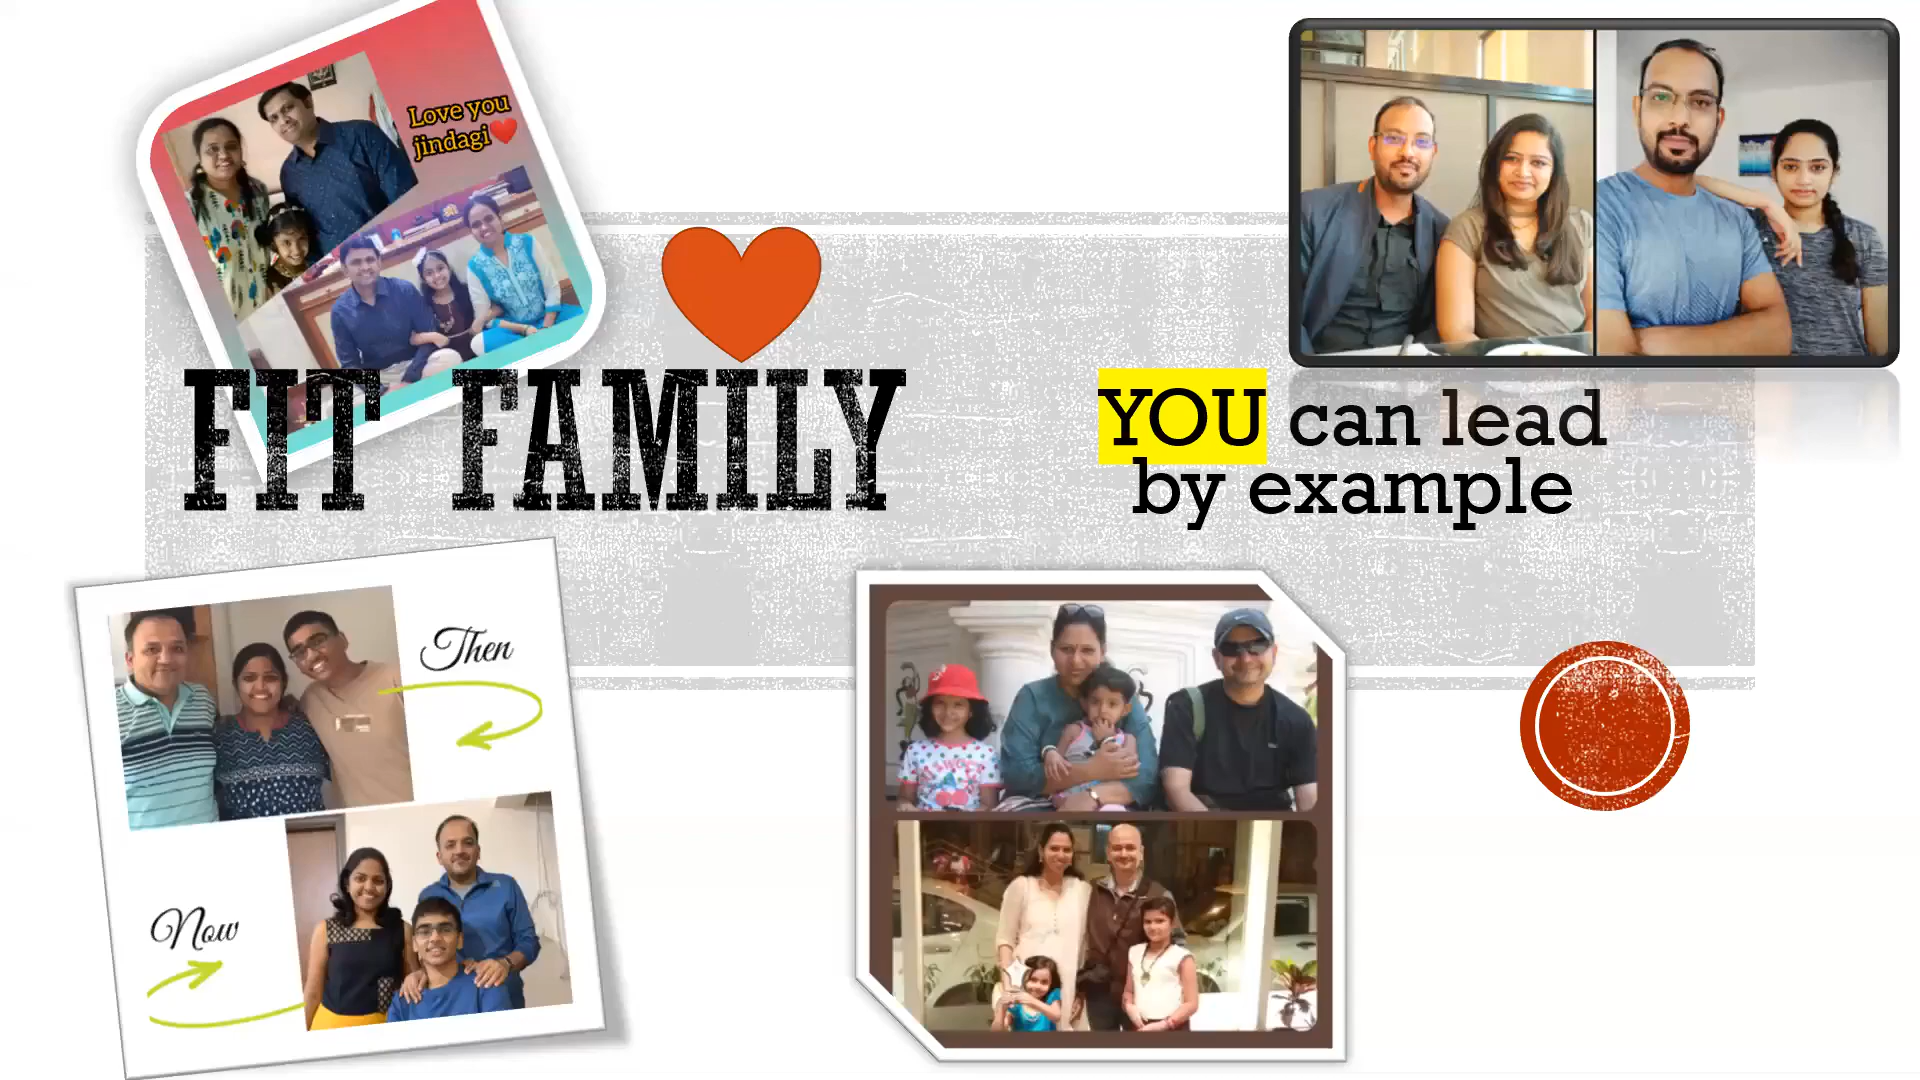 Love you
jindagi❤️
FIT FAMILY
YOU can lead
by example
Then
Now